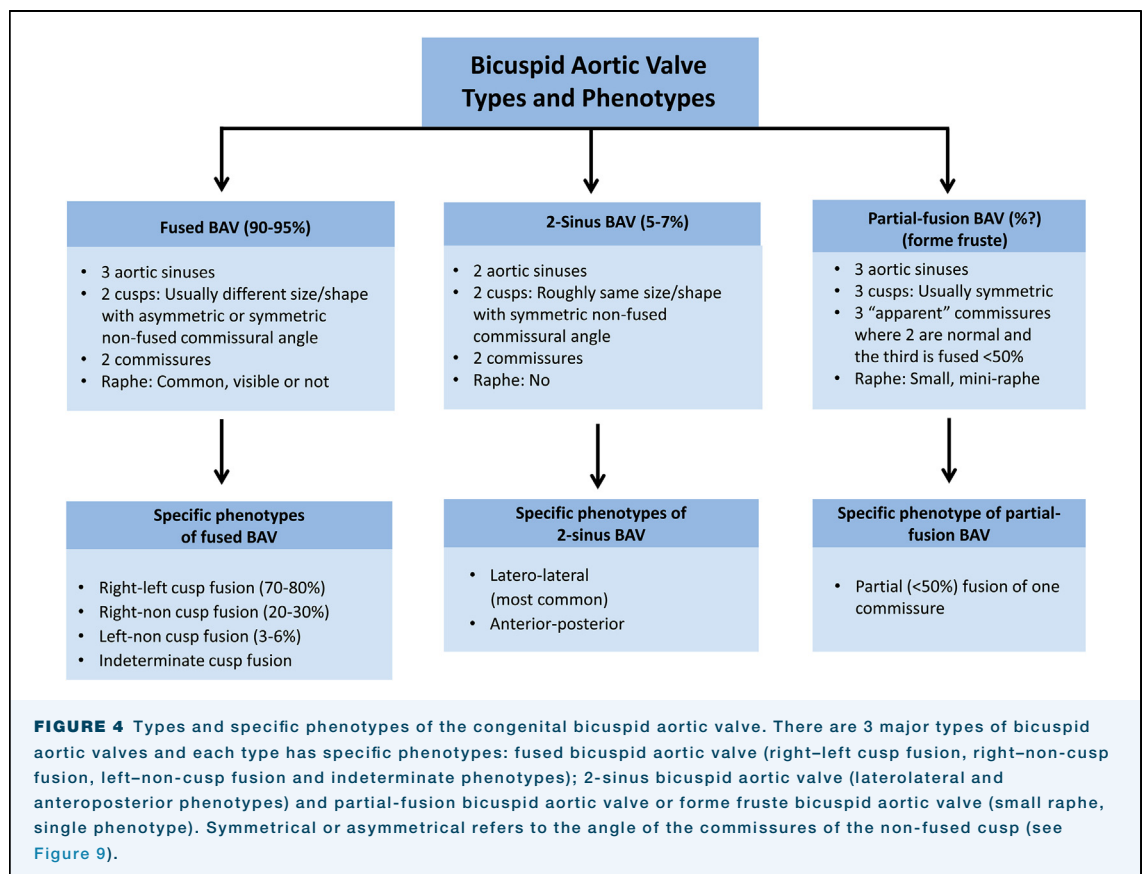 Bicuspid Aortic Valve
Types and Phenotypes
Fused BAV (90-95%)
• 3 aortic sinuses
• 2 cusps: Usually different size/shape
with asymmetric or symmetric
non-fused commissural angle
• 2 commissures
• Raphe: Common, visible or not
2-Sinus BAV (5-7%)
• 2 aortic sinuses
• 2 cusps: Roughly same size/shape
with symmetric non-fused
commissural angle
• 2 commissures
• Raphe: No
Partial-fusion BAV (%?)
(forme fruste)
• 3 aortic sinuses
• 3 cusps: Usually symmetric
• 3 “apparent” commissures
where 2 are normal and
the third is fused <50%
• Raphe: Small, mini-raphe
Specific phenotypes
of fused BAV
• Right-left cusp fusion (70-80%)
• Right-non cusp fusion (20-30%)
• Left-non cusp fusion (3-6%)
• Indeterminate cusp fusion
Specific phenotypes of
2-sinus BAV
• Latero-lateral
(most common)
• Anterior-posterior
Specific phenotype of partial-
fusion BAV
• Partial (<50%) fusion of one
commissure
FIGURE 4 Types and specific phenotypes of the congenital bicuspid aortic valve. There are 3 major types of bicuspid
aortic valves and each type has specific phenotypes: fused bicuspid aortic valve (right–left cusp fusion, right–non-cusp
fusion, left–non-cusp fusion and indeterminate phenotypes); 2-sinus bicuspid aortic valve (laterolateral and
anteroposterior phenotypes) and partial-fusion bicuspid aortic valve or forme fruste bicuspid aortic valve (small raphe,
single phenotype). Symmetrical or asymmetrical refers to the angle of the commissures of the non-fused cusp (see
Figure 9).